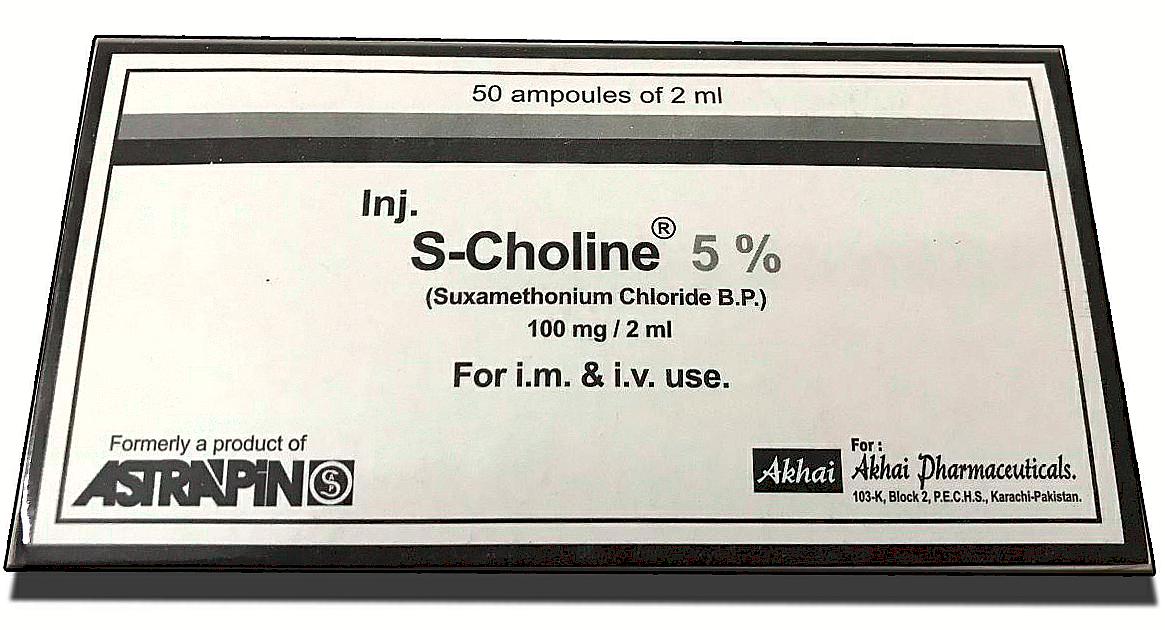 50 ampoules of 2 ml
Inj.
S-Choline® 5 %
(Suxamethonium Chloride B.P.)
100 mg / 2 ml
For i.m. & i.v. use.
Formerly a product of
ASTRAPIN
Akhai
For :
Akhai Pharmaceuticals.
103-K, Block 2, P.E.C.H.S., Karachi-Pakistan.